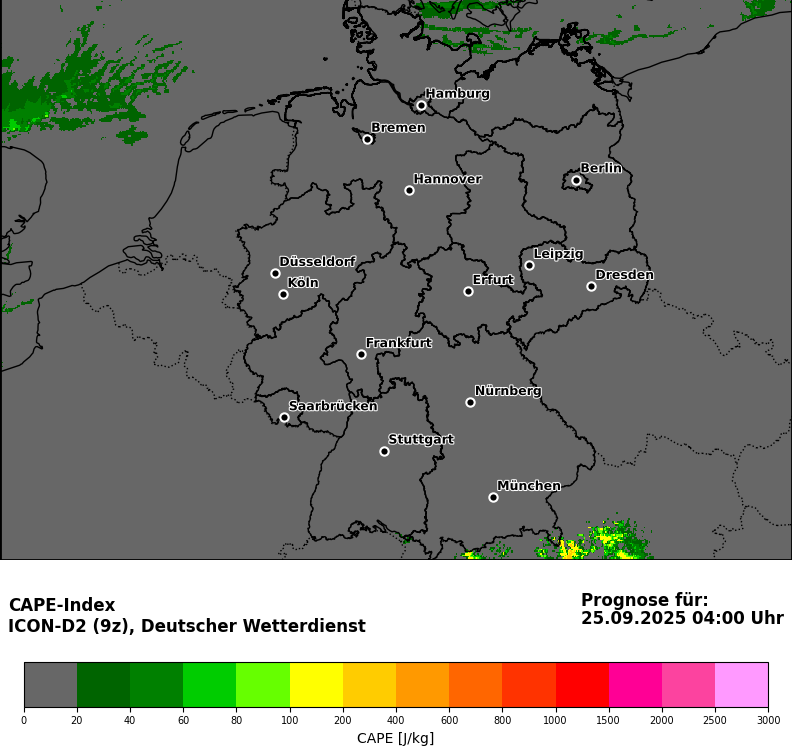 Hamburg
Bremen
Berlin
Hannover
Leipzig
Düsseldorf
Dresden
Köln
Erfurt
Frankfurt
Nürnberg
Saarbrücken
Stuttgart
München
CAPE-Index
ICON-D2 (9z), Deutscher Wetterdienst
Prognose für:
25.09.2025 04:00 Uhr
0 20 40 60 80 100 200 400 600 800 1000 1500 2000 2500 3000
CAPE [J/kg]